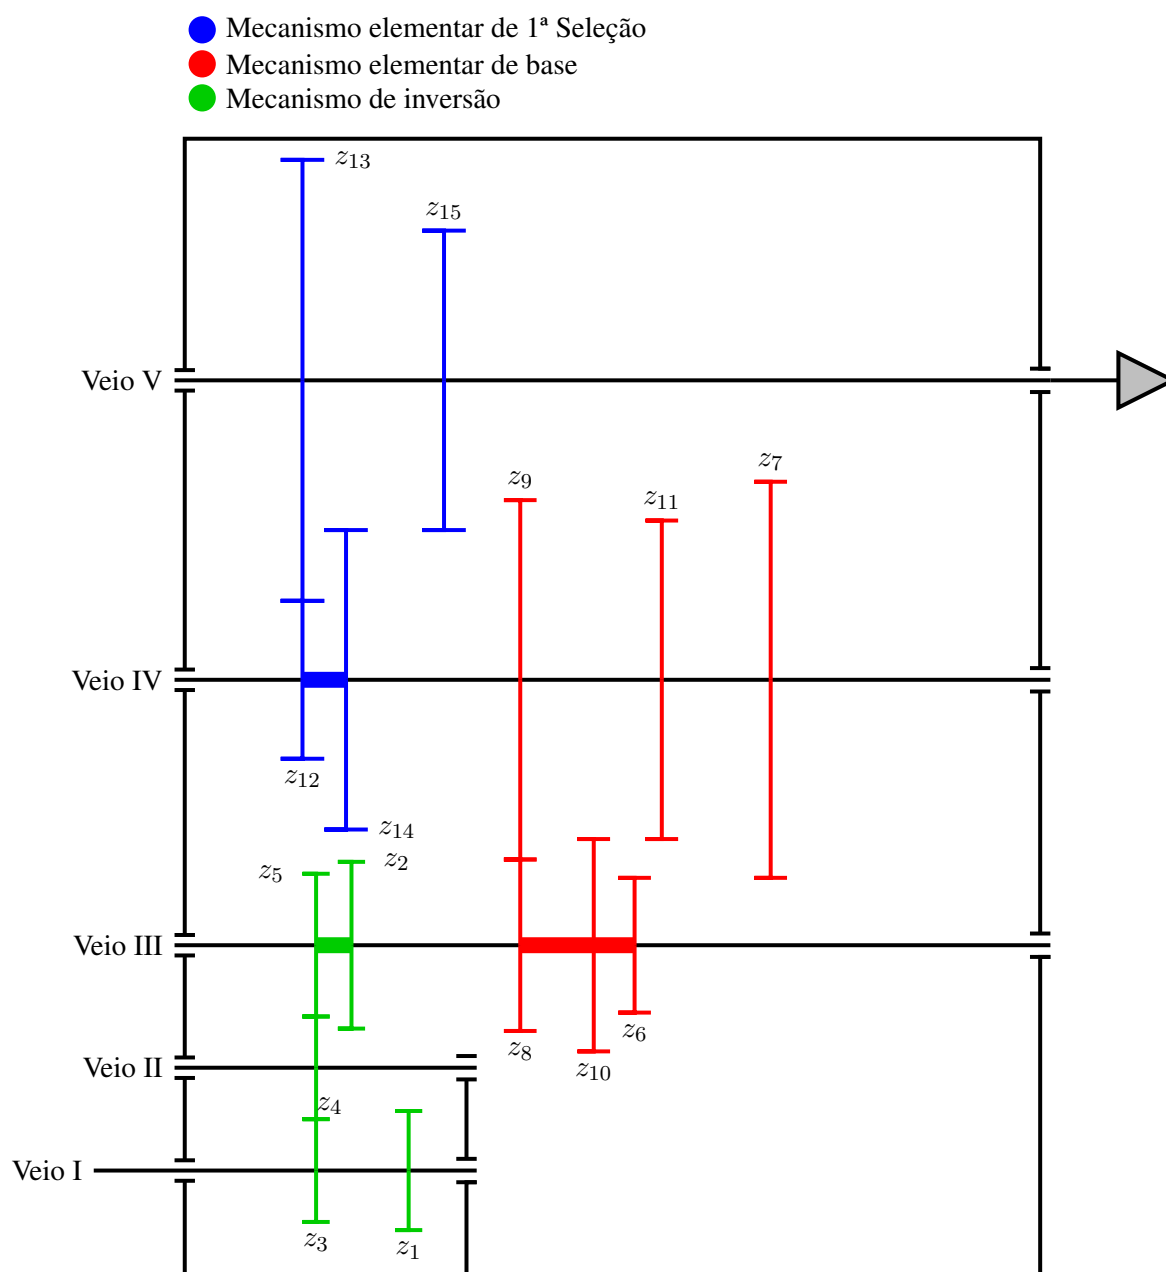 Mecanismo elementar de 1ª Seleção
Mecanismo elementar de base
Mecanismo de inversão
z13
z15
Veio V
z9
z7
z11
Veio IV
z12
z14
z2
z5
Veio III
z6
z8
z10
Veio II
z4
Veio I
z3
z1